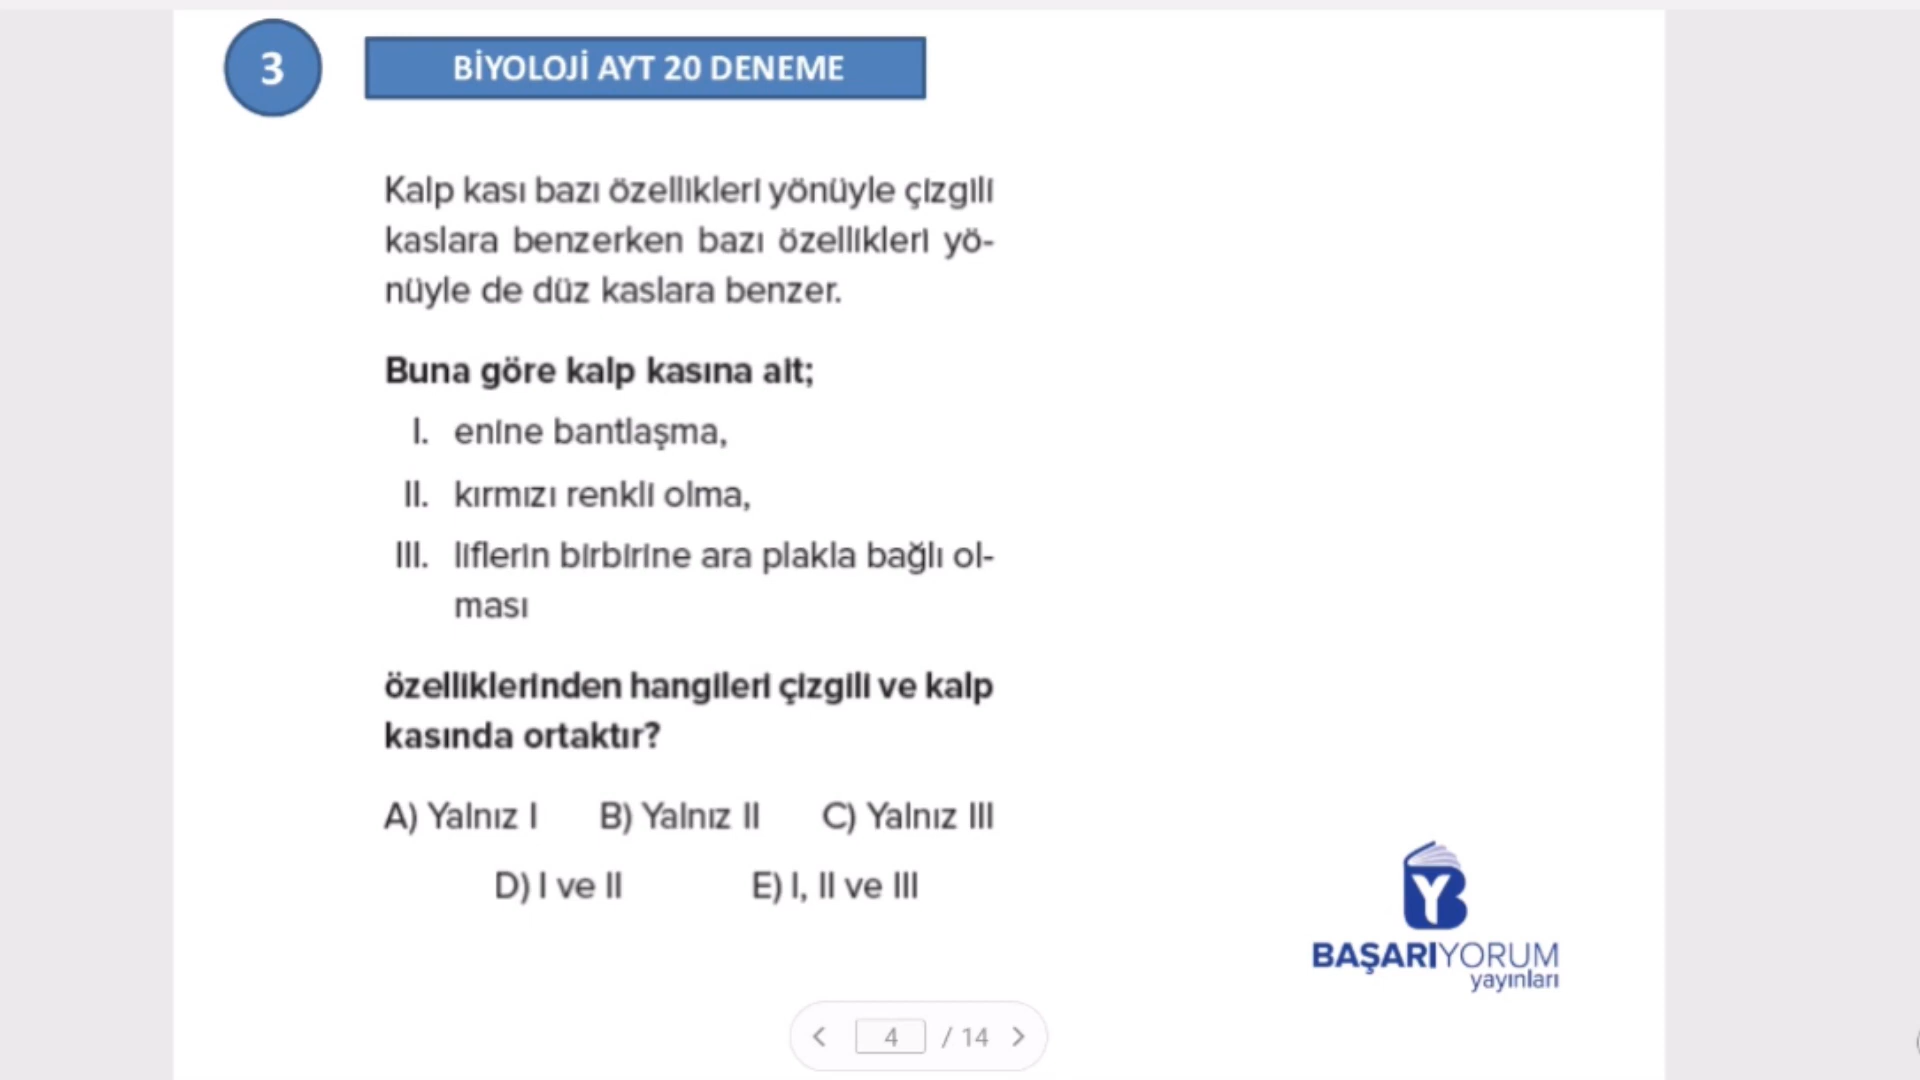 3
BİYOLOJİ AYT 20 DENEME
Kalp kası bazı özellikleri yönüyle çizgili
kaslara benzerken bazı özellikleri yö-
nüyle de düz kaslara benzer.
Buna göre kalp kasına ait;
I. enine bantlaşma,
II. kırmızı renkli olma,
III. liflerin birbirine ara plakla bağlı ol-
ması
özelliklerinden hangileri çizgili ve kalp
kasında ortaktır?
A) Yalnız I B) Yalnız II C) Yalnız III
D) I ve II E) I, II ve III
BAŞARIYORUM
yayınları
4 / 14